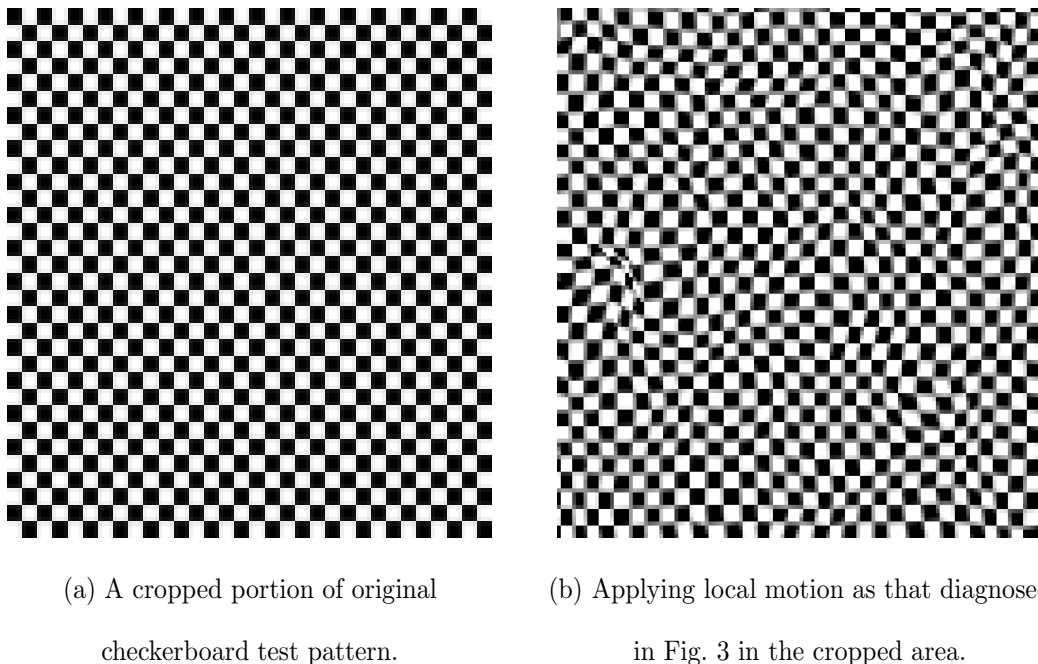 (a) A cropped portion of original
checkerboard test pattern.
(b) Applying local motion as that diagnose
in Fig. 3 in the cropped area.